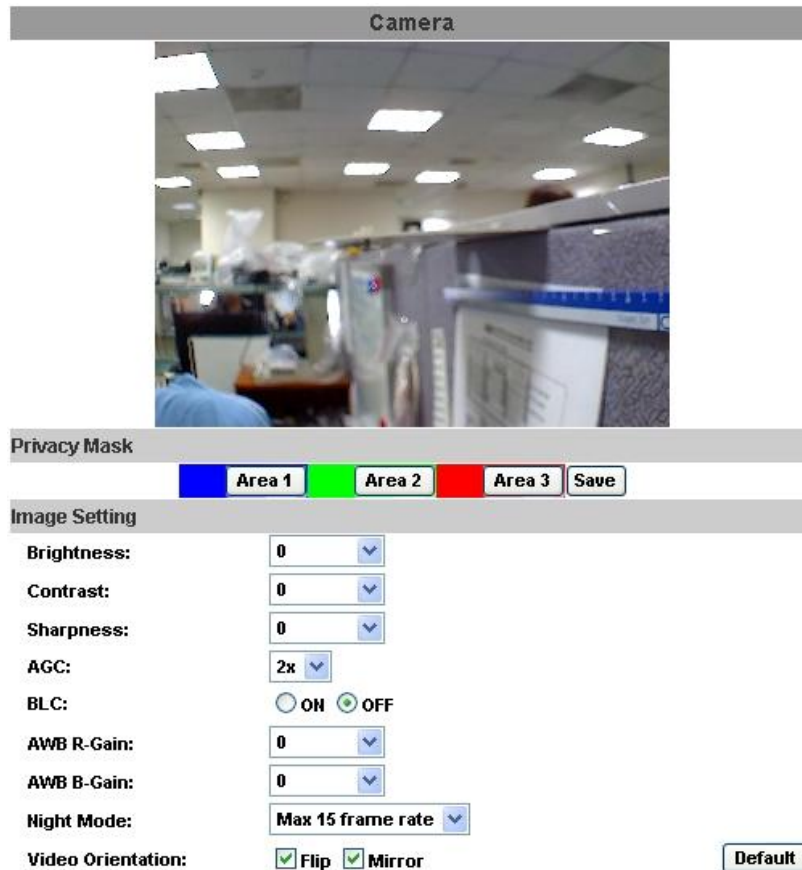 Camera
Privacy Mask
Area 1 Area 2 Area 3 Save
Image Setting
Brightness: 0
Contrast: 0
Sharpness: 0
AGC: 2x
BLC: ON OFF
AWB R-Gain: 0
AWB B-Gain: 0
Night Mode: Max 15 frame rate
Video Orientation: Flip Mirror Default